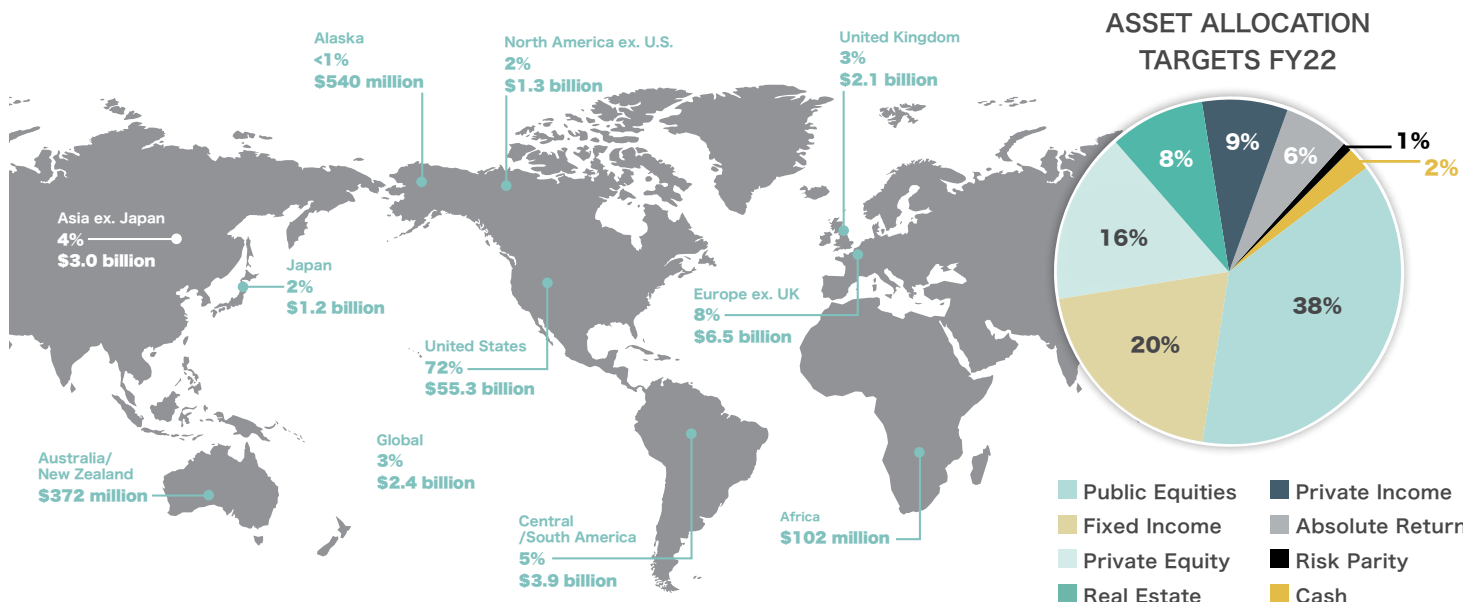 ASSET ALLOCATION
TARGETS FY22
Alaska
<1%
$540 million
North America ex. U.S.
2%
$1.3 billion
United Kingdom
3%
$2.1 billion
Asia ex. Japan
4%
$3.0 billion
Japan
2%
$1.2 billion
Europe ex. UK
8%
$6.5 billion
United States
72%
$55.3 billion
Global
3%
$2.4 billion
Australia/
New Zealand
$372 million
Central
/South America
5%
$3.9 billion
Africa
$102 million
9%
6%
1%
2%
8%
16%
38%
20%
Public Equities
Fixed Income
Private Equity
Real Estate
Private Income
Absolute Return
Risk Parity
Cash